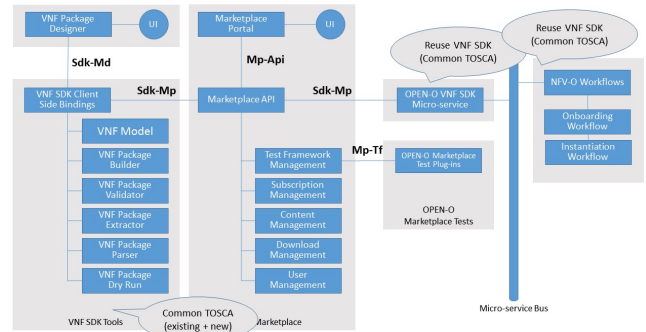 VNF Package
Designer
UI
Sdk-Md
VNF SDK Client
Side Bindings
Sdk-Mp
VNF Model
VNF Package
Builder
VNF Package
Validator
VNF Package
Extractor
VNF Package
Parser
VNF Package
Dry Run
VNF SDK Tools
Common TOSCA
(existing + new)
Marketplace
Portal
UI
Mp-Api
Marketplace API
Sdk-Mp
Test Framework
Management
Subscription
Management
Content
Management
Download
Management
User
Management
Marketplace
Mp-Tf
Reuse VNF SDK
(Common TOSCA)
OPEN-O VNF SDK
Micro-service
OPEN-O Marketplace
Test Plug-ins
OPEN-O
Marketplace Tests
Reuse VNF SDK
(Common TOSCA)
NFV-O Workflows
Onboarding
Workflow
Instantiation
Workflow
Micro-service Bus